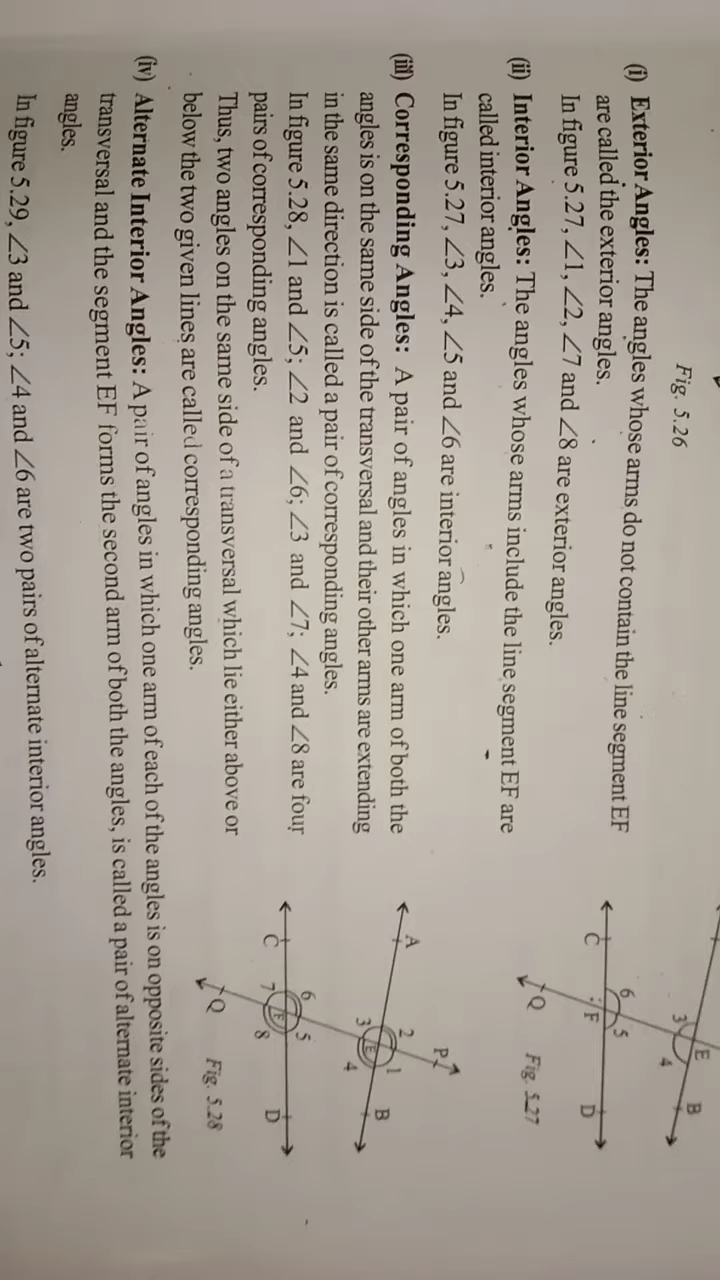 Fig. 5.26
(i) Exterior Angles: The angles whose arms do not contain the line segment EF
are called the exterior angles.
In figure 5.27, ∠1, ∠2, ∠7 and ∠8 are exterior angles.
(ii) Interior Angles: The angles whose arms include the line segment EF are
called interior angles.
In figure 5.27, ∠3, ∠4, ∠5 and ∠6 are interior angles.
E
B
3
4
6
5
C
F
D
Q
Fig. 5.27
(iii) Corresponding Angles: A pair of angles in which one arm of both the
angles is on the same side of the transversal and their other arms are extending
in the same direction is called a pair of corresponding angles.
In figure 5.28, ∠1 and ∠5; ∠2 and ∠6; ∠3 and ∠7; ∠4 and ∠8 are four
pairs of corresponding angles.
Thus, two angles on the same side of a transversal which lie either above or
below the two given lines are called corresponding angles.
P
A
2
1
B
3
E
4
6
5
C
7
F
8
D
Q
Fig. 5.28
(iv) Alternate Interior Angles: A pair of angles in which one arm of each of the angles is on opposite sides of the
transversal and the segment EF forms the second arm of both the angles, is called a pair of alternate interior
angles.
In figure 5.29, ∠3 and ∠5; ∠4 and ∠6 are two pairs of alternate interior angles.